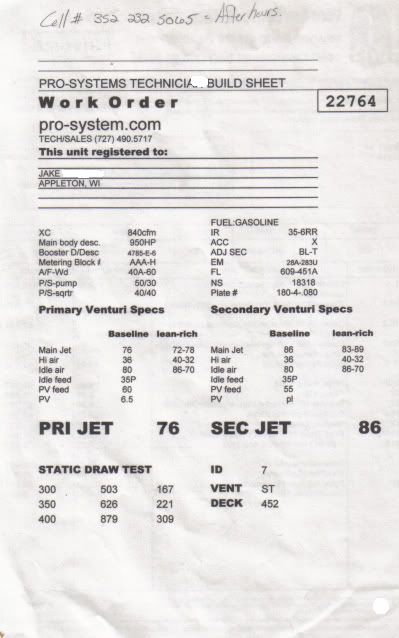 Cell # 352 232 5065 = After hours.
PRO-SYSTEMS TECHNICIAN BUILD SHEET
Work Order 22764
pro-system.com
TECH/SALES (727) 490.5717
This unit registered to:
JAKE
APPLETON, WI
FUEL:GASOLINE
XC 840cfm IR 35-6RR
Main body desc. 950HP ACC X
Booster D/Desc 4785-E-6 ADJ SEC BL-T
Metering Block # AAA-H EM 28A-283U
A/F-Wd 40A-60 FL 609-451A
P/S-pump 50/30 NS 18318
P/S-sqrtr 40/40 Plate # 180-4-.080
Primary Venturi Specs Secondary Venturi Specs
Baseline lean-rich Baseline lean-rich
Main Jet 76 72-78 Main Jet 86 83-89
Hi air 36 40-32 Hi air 36 40-32
Idle air 80 86-70 Idle air 80 86-70
Idle feed 35P Idle feed 35P
PV feed 60 PV feed 55
PV 6.5 PV pl
PRI JET 76 SEC JET 86
STATIC DRAW TEST ID 7
300 503 167 VENT ST
350 626 221 DECK 452
400 879 309